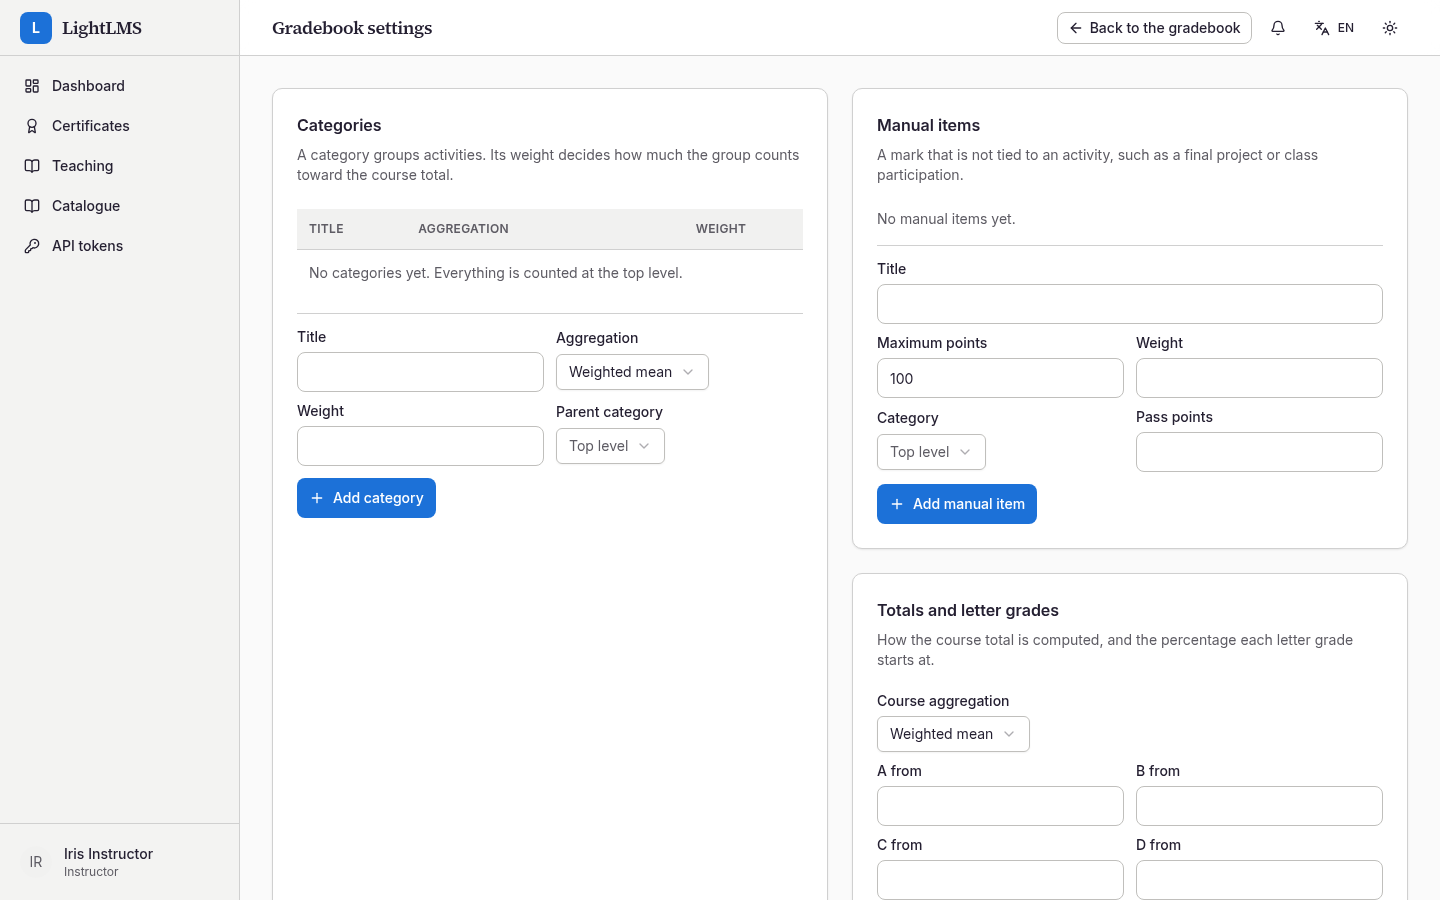 L LightLMS
Gradebook settings
Back to the gradebook
EN
Dashboard
Certificates
Teaching
Catalogue
API tokens
Categories
A category groups activities. Its weight decides how much the group counts
toward the course total.
TITLE AGGREGATION WEIGHT
No categories yet. Everything is counted at the top level.
Title Aggregation
Weighted mean
Weight Parent category
Top level
Add category
Manual items
A mark that is not tied to an activity, such as a final project or class
participation.
No manual items yet.
Title
Maximum points Weight
100
Category Pass points
Top level
Add manual item
Totals and letter grades
How the course total is computed, and the percentage each letter grade
starts at.
Course aggregation
Weighted mean
A from B from
C from D from
IR Iris Instructor
Instructor